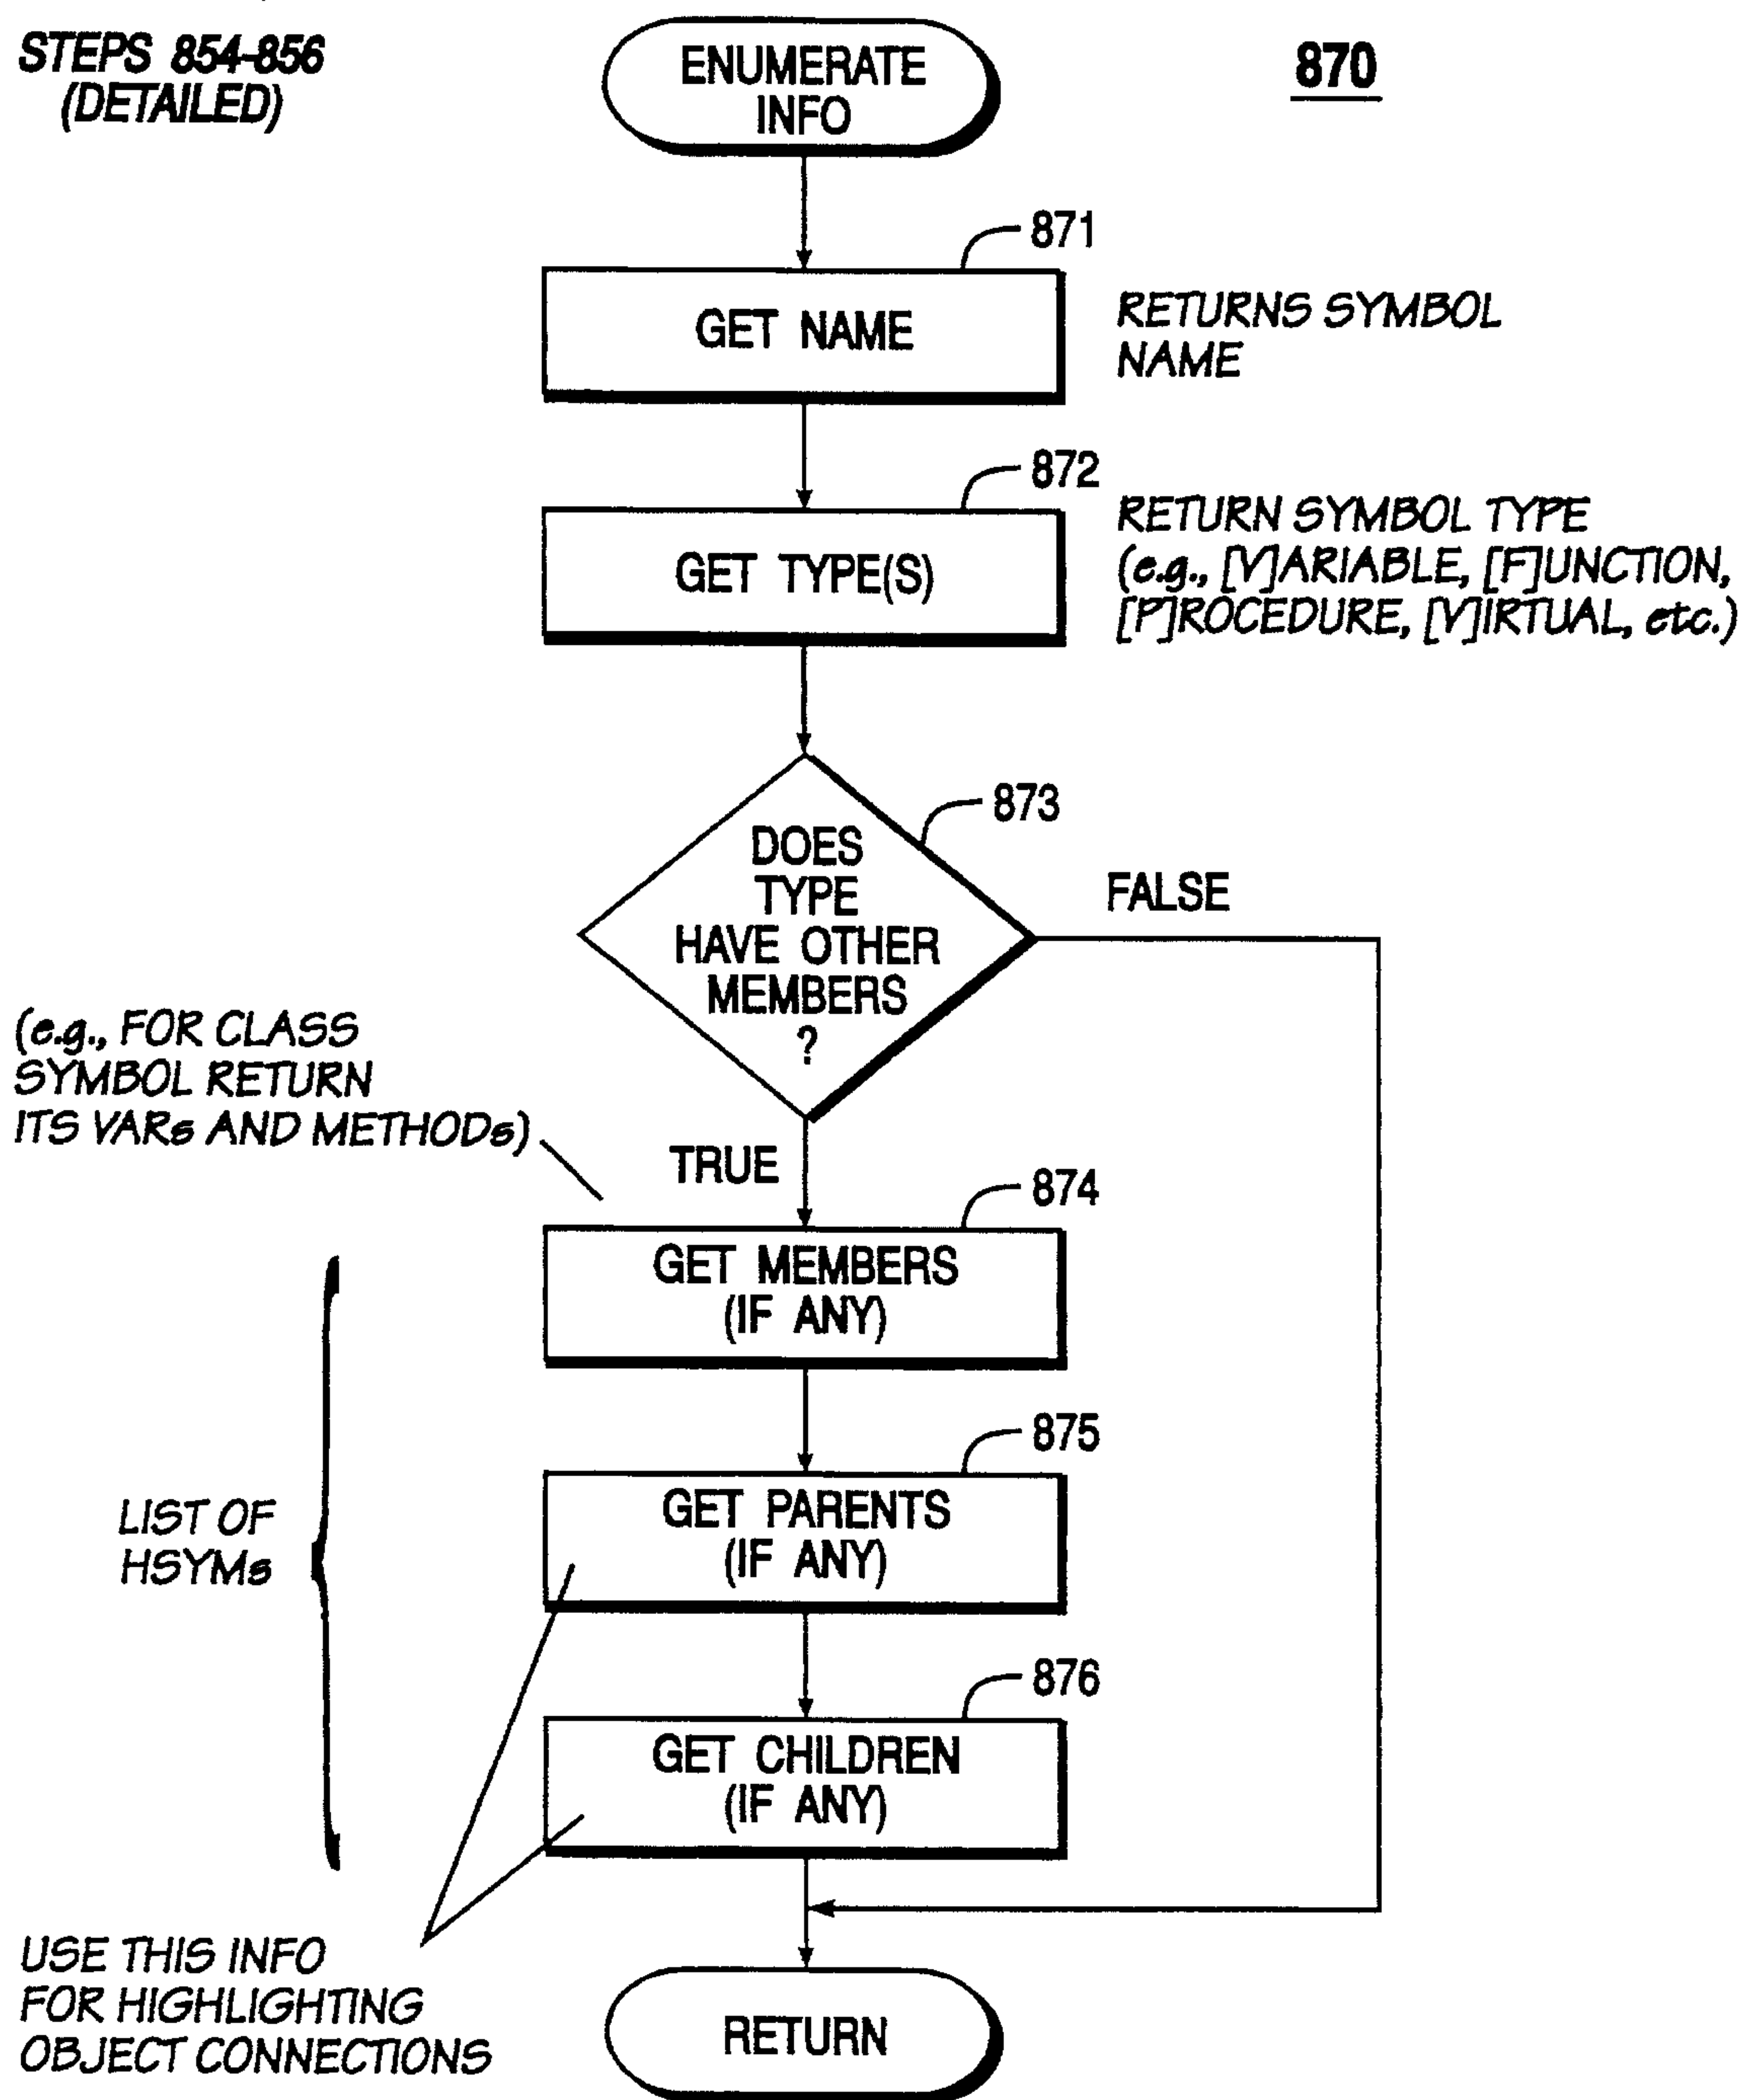 STEPS 854-856
(DETAILED)
ENUMERATE
INFO
870
871
GET NAME
RETURNS SYMBOL
NAME
872
GET TYPE(S)
RETURN SYMBOL TYPE
(e.g., [V]ARIABLE, [F]UNCTION,
[P]ROCEDURE, [V]IRTUAL, etc.)
873
DOES
TYPE
HAVE OTHER
MEMBERS
?
FALSE
(e.g., FOR CLASS
SYMBOL RETURN
ITS VARs AND METHODs)
TRUE
874
GET MEMBERS
(IF ANY)
875
GET PARENTS
(IF ANY)
LIST OF
HSYMs
876
GET CHILDREN
(IF ANY)
USE THIS INFO
FOR HIGHLIGHTING
OBJECT CONNECTIONS
RETURN